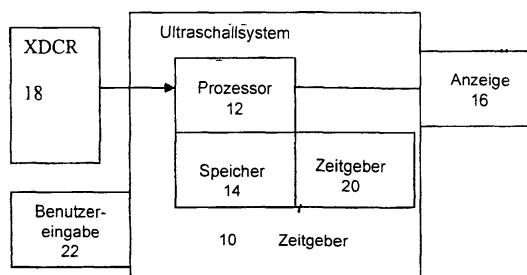 XDCR
18
Ultraschallsystem
Prozessor
12
Anzeige
16
Speicher
14
Zeitgeber
20
Benutzer-
eingabe
22
10 Zeitgeber